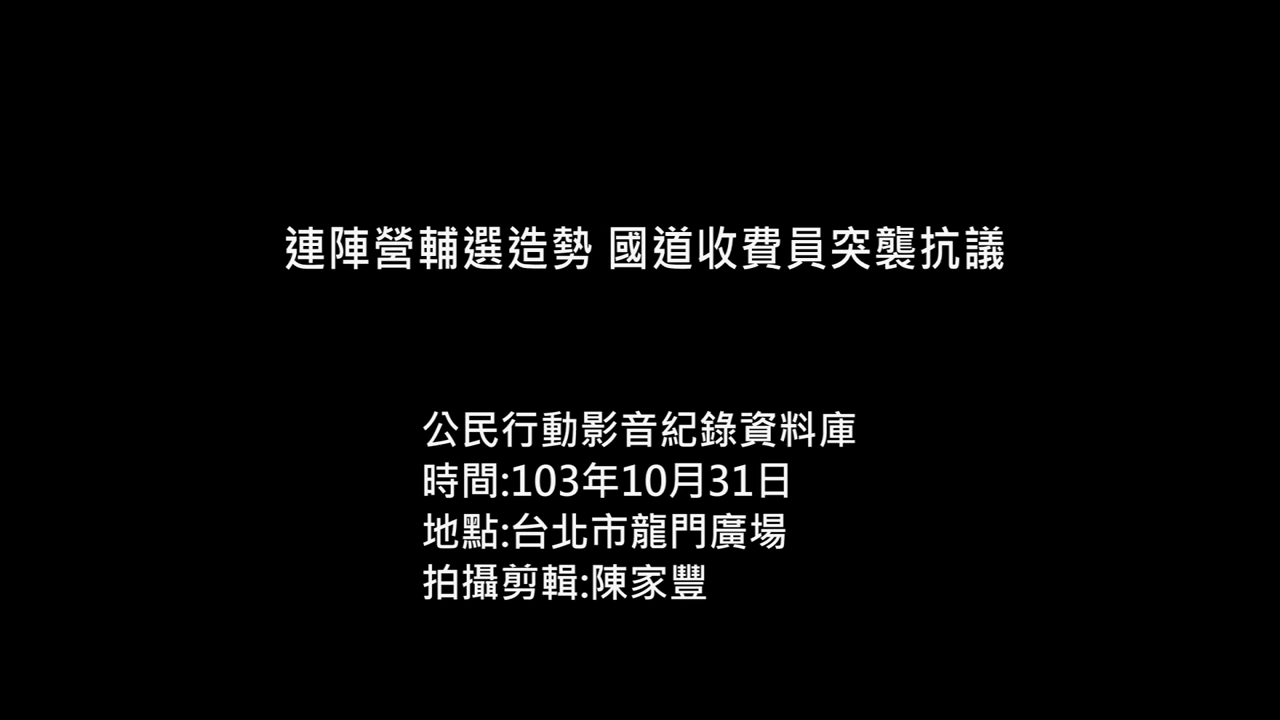 連陣營輔選造勢 國道收費員突襲抗議
公民行動影音紀錄資料庫
時間:103年10月31日
地點:台北市龍門廣場
拍攝剪輯:陳家豐